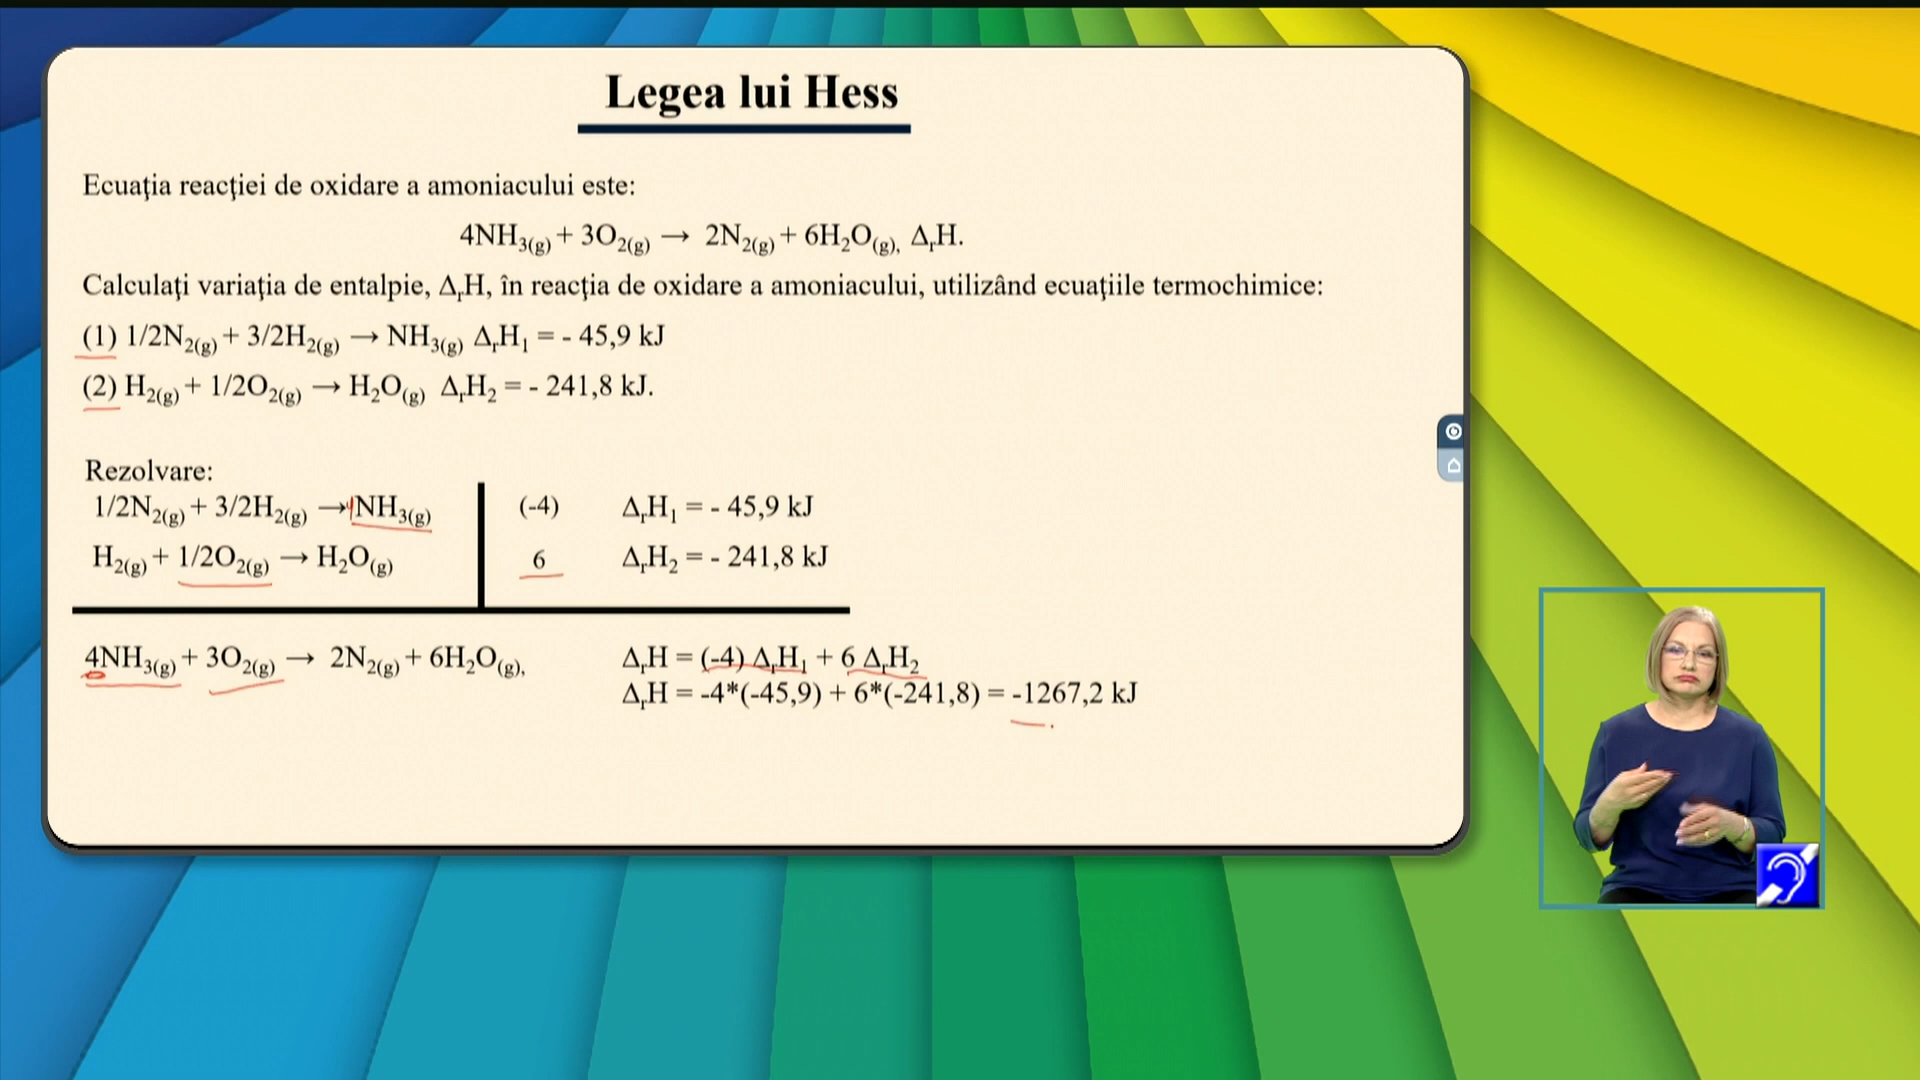 Legea lui Hess
Ecuaţia reacţiei de oxidare a amoniacului este:
4NH₃₍g₎ + 3O₂₍g₎ → 2N₂₍g₎ + 6H₂O₍g₎, ΔᵣH.
Calculaţi variaţia de entalpie, ΔᵣH, în reacţia de oxidare a amoniacului, utilizând ecuaţiile termochimice:
(1) 1/2N₂₍g₎ + 3/2H₂₍g₎ → NH₃₍g₎ ΔᵣH₁ = - 45,9 kJ
(2) H₂₍g₎ + 1/2O₂₍g₎ → H₂O₍g₎ ΔᵣH₂ = - 241,8 kJ.
Rezolvare:
1/2N₂₍g₎ + 3/2H₂₍g₎ → 4NH₃₍g₎ (-4) ΔᵣH₁ = - 45,9 kJ
H₂₍g₎ + 1/2O₂₍g₎ → H₂O₍g₎ 6 ΔᵣH₂ = - 241,8 kJ
4NH₃₍g₎ + 3O₂₍g₎ → 2N₂₍g₎ + 6H₂O₍g₎, ΔᵣH = (-4) ΔᵣH₁ + 6 ΔᵣH₂
ΔᵣH = -4*(-45,9) + 6*(-241,8) = -1267,2 kJ